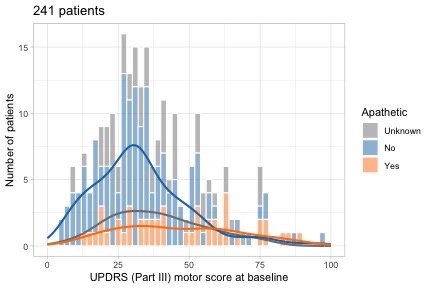 241 patients
15
10
5
0
Number of patients
0 25 50 75 100
UPDRS (Part III) motor score at baseline
Apathetic
Unknown
No
Yes